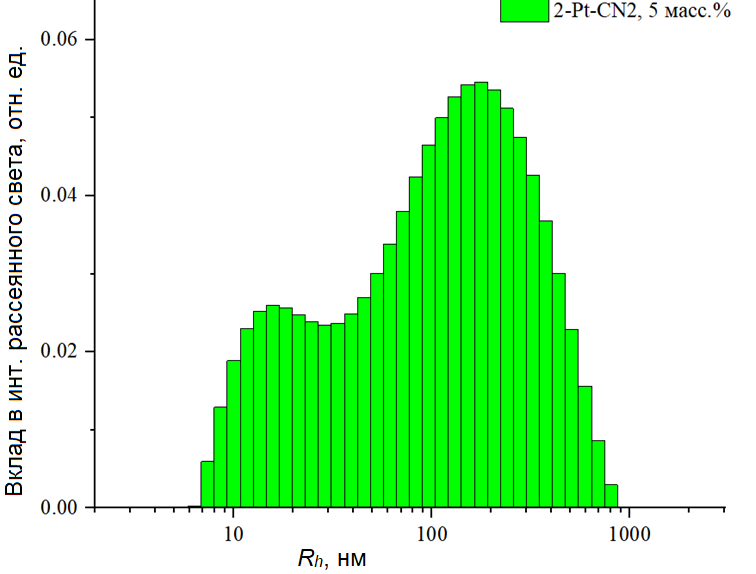 2-Pt-CN2, 5 масс.%
Вклад в инт. рассеянного света, отн. ед.
0.06
0.04
0.02
0.00
10 100 1000
Rh, нм